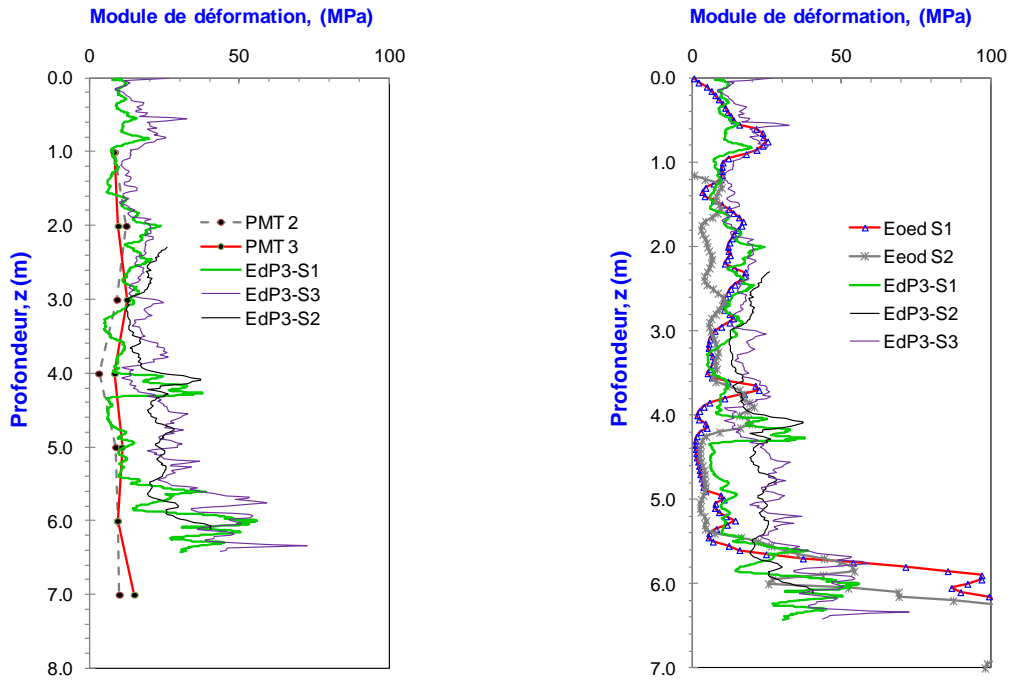 Module de déformation, (MPa)
0 50 100
0.0
1.0
2.0
3.0
4.0
5.0
6.0
7.0
8.0
Profondeur, z (m)
PMT 2
PMT 3
EdP3-S1
EdP3-S3
EdP3-S2
Module de déformation, (MPa)
0 50 100
0.0
1.0
2.0
3.0
4.0
5.0
6.0
7.0
Profondeur, z (m)
Eoed S1
Eeod S2
EdP3-S1
EdP3-S2
EdP3-S3